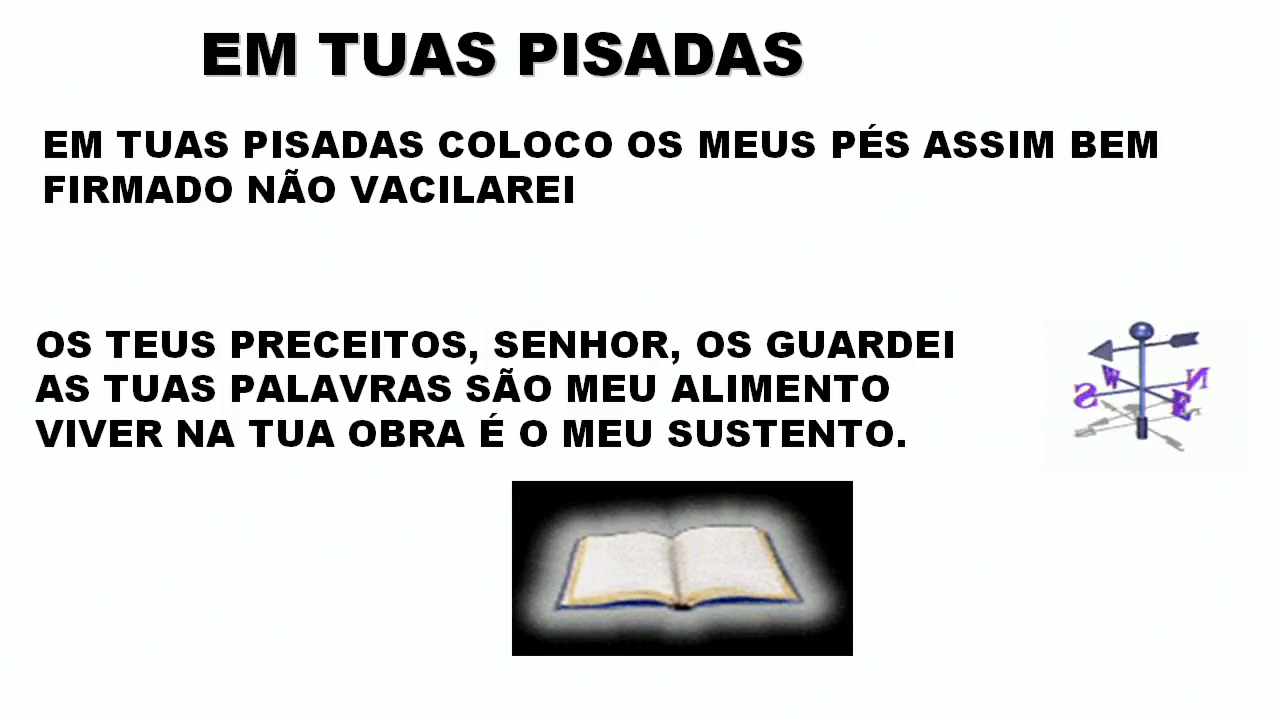 EM TUAS PISADAS
EM TUAS PISADAS COLOCO OS MEUS PÉS ASSIM BEM
FIRMADO NÃO VACILAREI
OS TEUS PRECEITOS, SENHOR, OS GUARDEI
AS TUAS PALAVRAS SÃO MEU ALIMENTO
VIVER NA TUA OBRA É O MEU SUSTENTO.
W N
S E